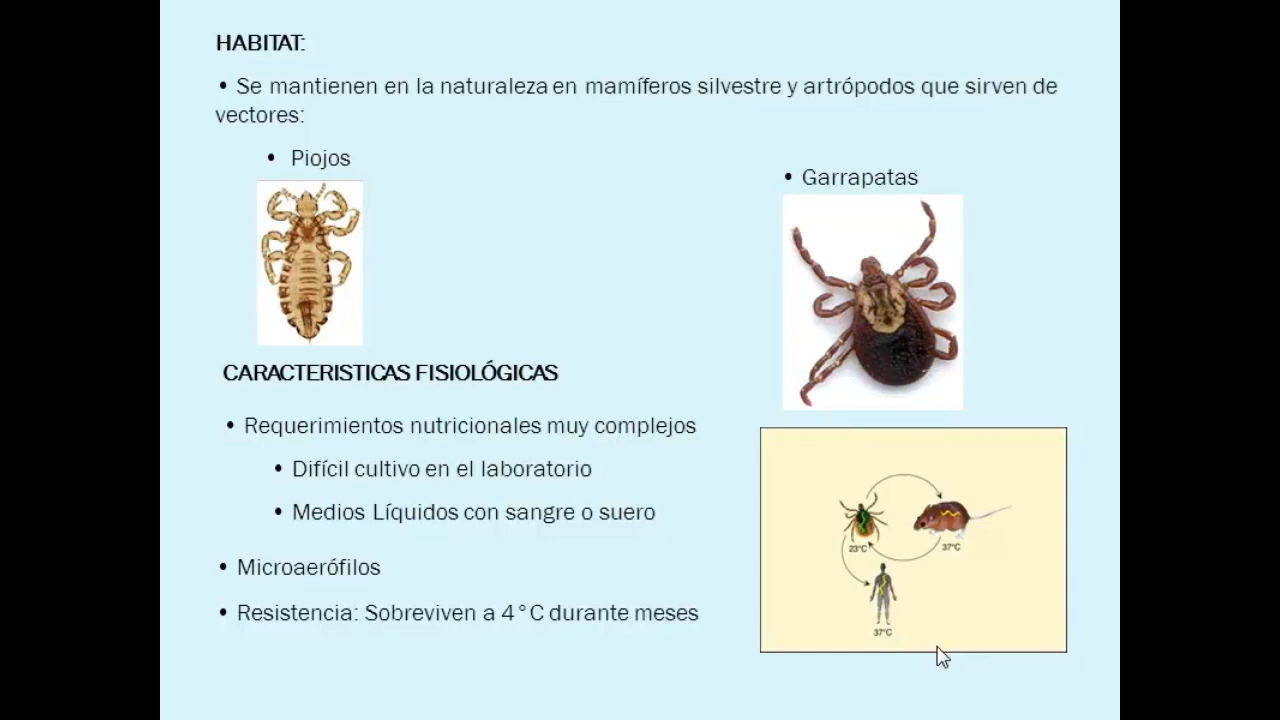 HABITAT:
• Se mantienen en la naturaleza en mamíferos silvestre y artrópodos que sirven de
vectores:
• Piojos
• Garrapatas
CARACTERISTICAS FISIOLÓGICAS
• Requerimientos nutricionales muy complejos
• Difícil cultivo en el laboratorio
• Medios Líquidos con sangre o suero
• Microaerófilos
• Resistencia: Sobreviven a 4°C durante meses
23°C
37°C
37°C